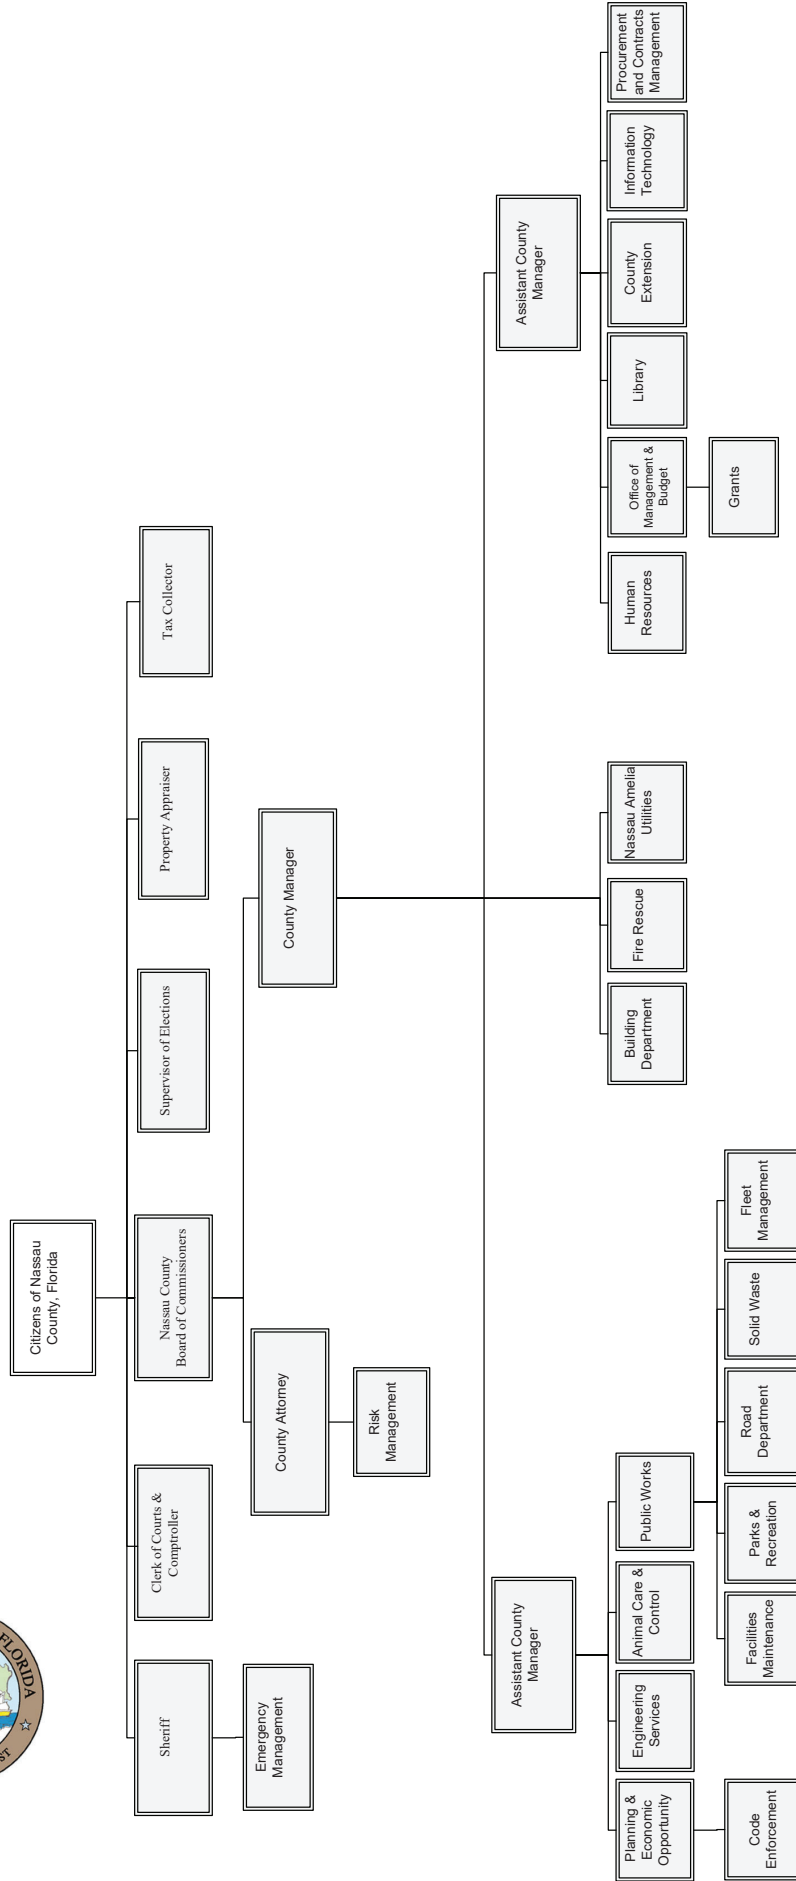 FLORIDA
ST
Citizens of Nassau
County, Florida
Sheriff
Clerk of Courts &
Comptroller
Nassau County
Board of Commissioners
Supervisor of Elections
Property Appraiser
Tax Collector
Emergency
Management
County Attorney
County Manager
Risk
Management
Assistant County
Manager
Assistant County
Manager
Planning &
Economic
Opportunity
Engineering
Services
Animal Care &
Control
Public Works
Building
Department
Fire Rescue
Nassau Amelia
Utilities
Human
Resources
Office of
Management &
Budget
Library
County
Extension
Information
Technology
Procurement
and Contracts
Management
Code
Enforcement
Facilities
Maintenance
Parks &
Recreation
Road
Department
Solid Waste
Fleet
Management
Grants